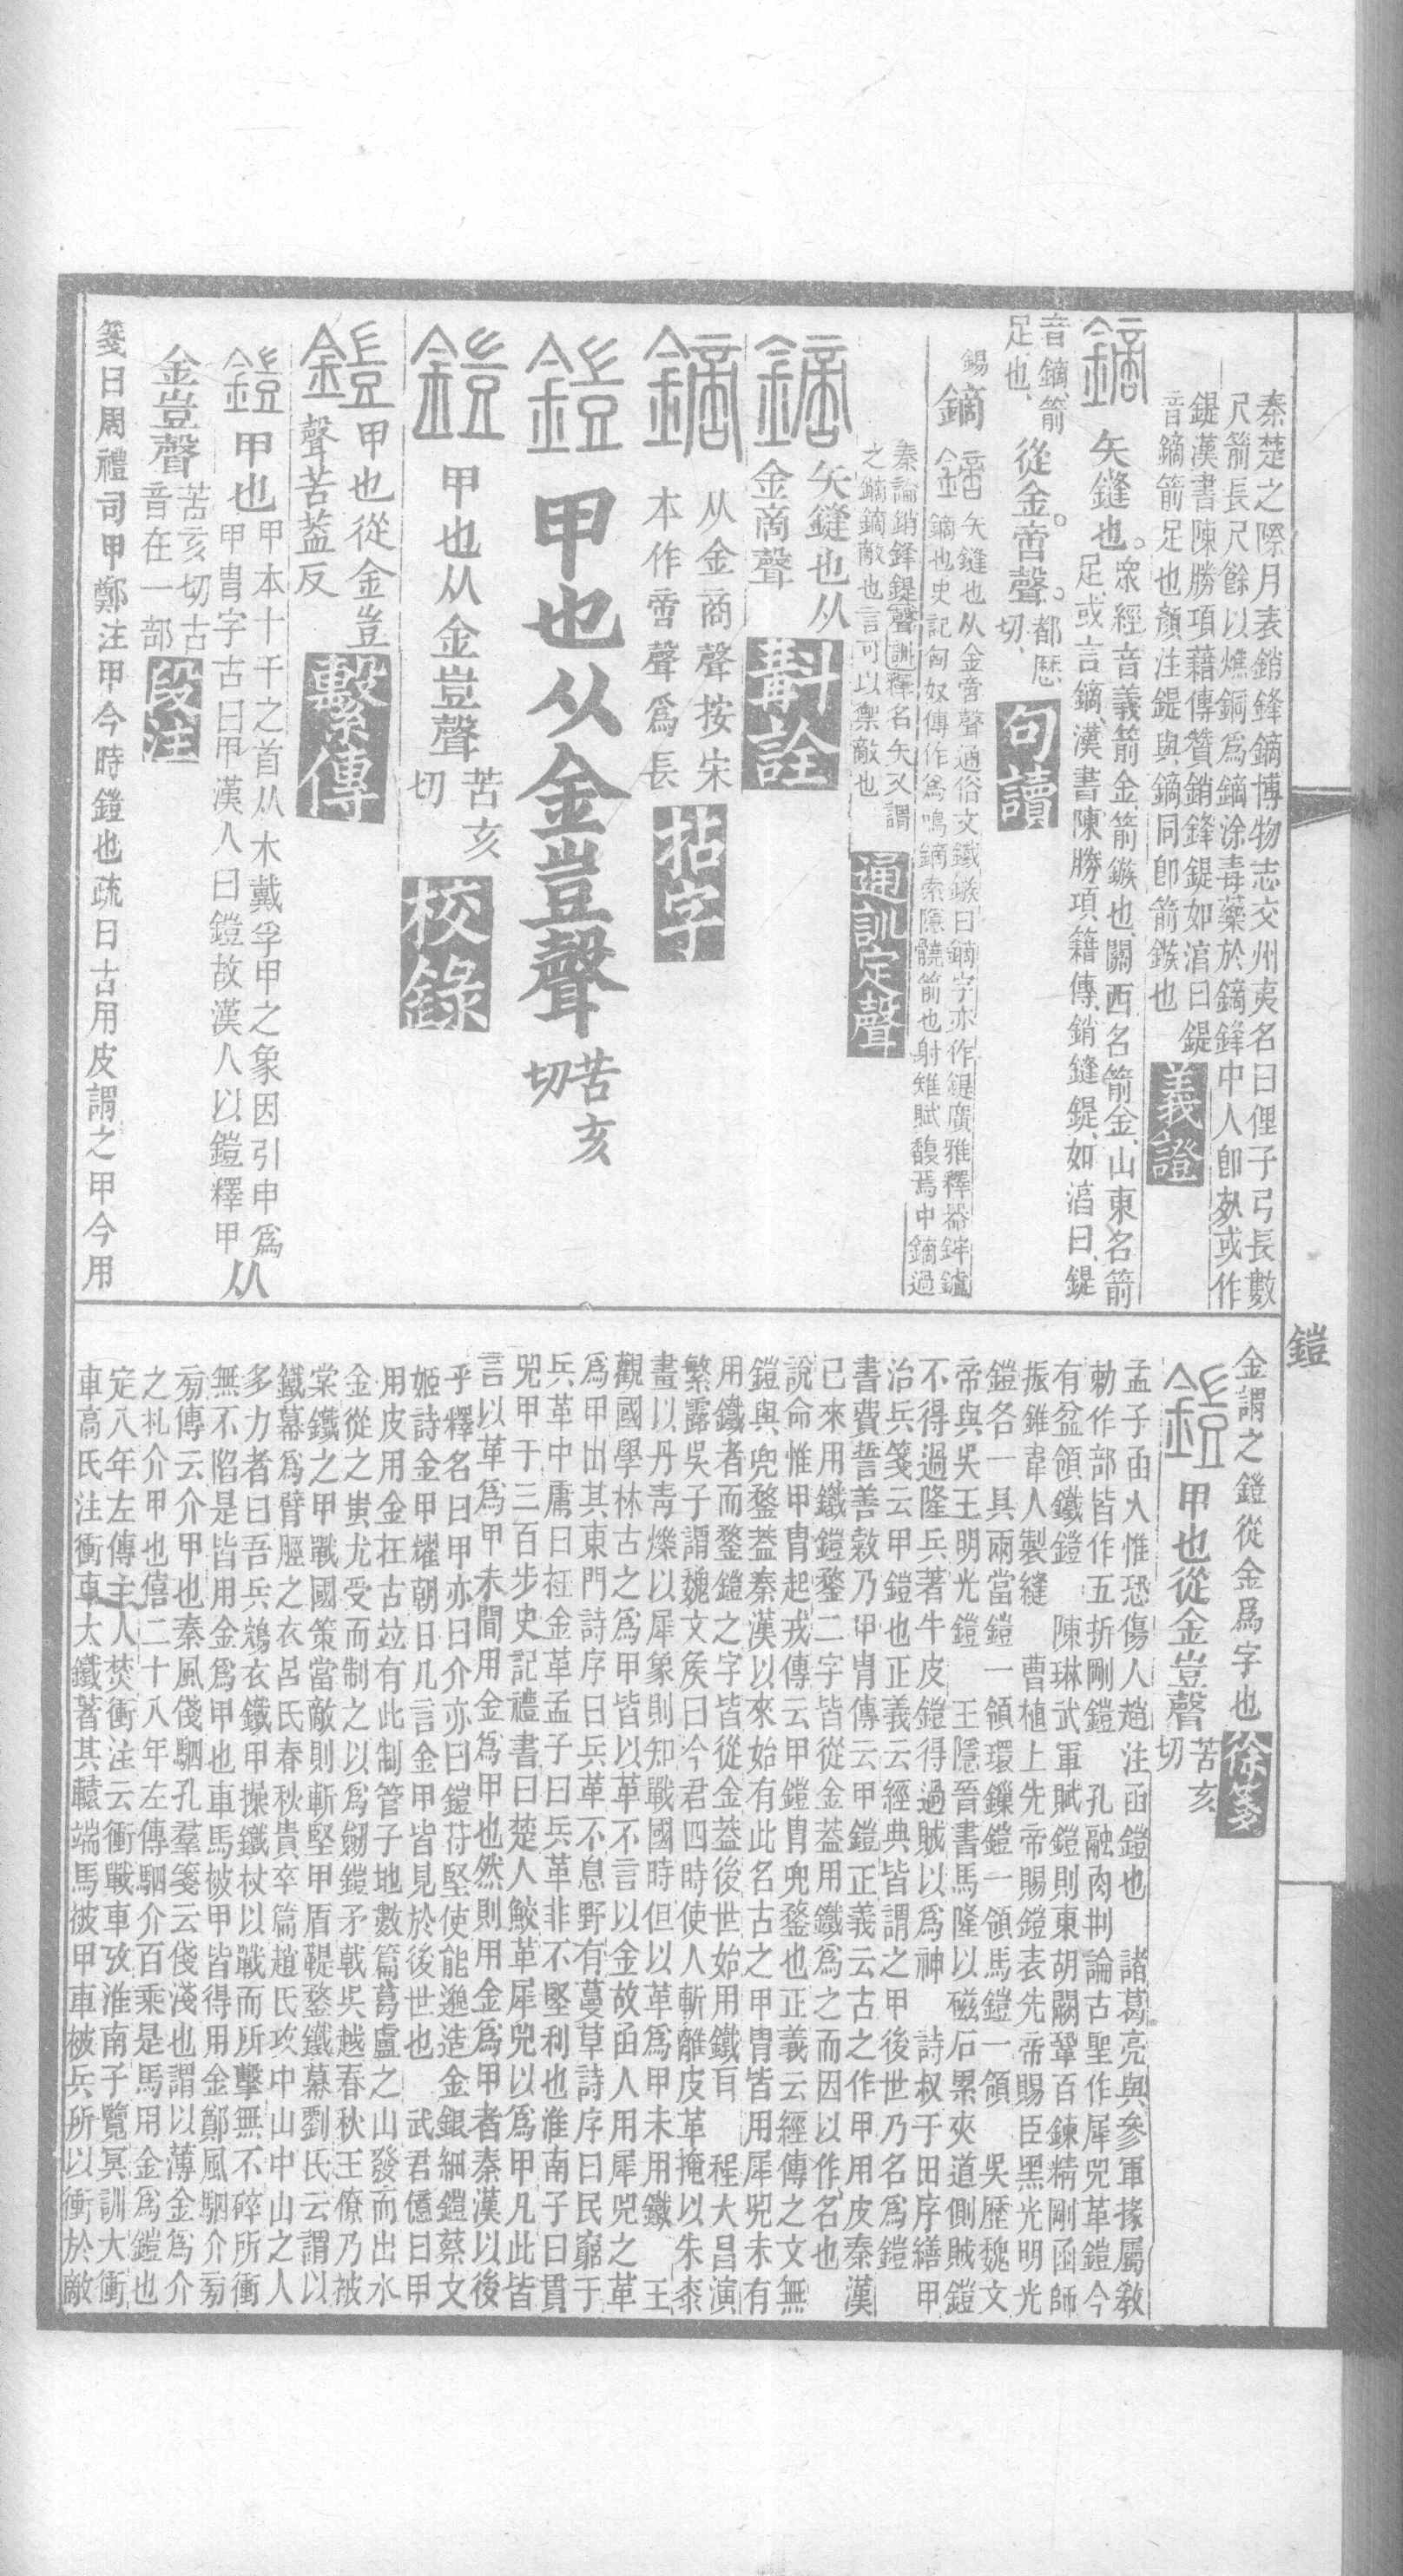 秦楚之際月表銷鋒鏑博物志交州夷名曰俚子弓長數
尺箭長尺餘以燋銅爲鏑涂毒藥於鏑鋒中人卽
或作
鍉漢書陳勝項藉傳贊銷鋒鍉如淳曰鍉
音鏑箭足也顏注鍉與鏑同卽箭鏃也
義證
鏑
矢鏠也。
衆經音義箭金箭鏃也、關西名箭金、山東名箭
足、或言鏑、漢書陳勝項籍傳、銷鏠鍉、如淳曰、鍉
音鏑、箭
足也、
從金啻聲。
都歷
切、
句讀
錫
鏑
鏑
矢鏠也从金啻聲通俗文鐵鏃曰鏑字亦作鍉廣雅釋器
鏑也史記匈奴傳作爲鳴鏑索隱髐箭也射雉賦馥焉中鏑過
秦論銷鋒鍉聲訓釋名矢又謂
之鏑鏑敵也言可以禦敵也
通訓定聲
鏑
矢鏠也从
金啇聲
斠詮
鏑
从金商聲按宋
本作啻聲爲長
拈字
鎧
甲也从金豈聲
苦亥
切
鎧
甲也从金豈聲
苦亥
切
校錄
鎧
甲也從金豈
聲苦蓋反
繫傳
鎧
甲也
甲本十干之首从木戴孚甲之象因引申爲
甲胄字古曰甲漢人曰鎧故漢人以鎧釋甲
从
金豈聲
苦亥切古
音在一部
段注
箋曰周禮司甲鄭注甲今時鎧也疏曰古用皮謂之甲今用
鎧
金謂之鎧從金爲字也
徐箋
鎧
甲也從金豈聲
苦亥
切
孟子函人惟恐傷人趙注函鎧也 諸葛亮與參軍掾屬敎
勅作部皆作五折剛鎧 孔融肉荆論古聖作犀兕革鎧今
有盆領鐵鎧 陳琳武軍賦鎧則東胡闕鞏百鍊精剛函師
振錐韋人製縫 曹植上先帝賜鎧表先帝賜臣黑光明光
鎧各一具兩當鎧一領環鏁鎧一領馬鎧一領 吳歷魏文
帝與吳王明光鎧 王隱晉書馬隆以磁石累夾道側賊鎧
不得過隆兵著牛皮鎧得過賊以爲神 詩叔于田序繕甲
治兵箋云甲鎧也正義云經典皆謂之甲後世乃名爲鎧
書費誓善敹乃甲胄傳云甲鎧正義云古之作甲用皮秦漢
已來用鐵鎧鍪二字皆從金蓋用鐵爲之而因以作名也
說命惟甲胄起戎傳云甲鎧胄兜鍪也正義云經傳之文無
鎧與兜鍪蓋秦漢以來始有此名古之甲胄皆用犀兕未有
用鐵者而鍪鎧之字皆從金蓋後世始用鐵耳 程大昌演
繁露吳子謂魏文矦曰今君四時使人斬離皮革掩以朱桼
畫以丹青爍以犀象則知戰國時但以革爲甲未用鐵 王
觀國學林古之爲甲皆以革不言以金故函人用犀兕之革
爲甲出其東門詩序曰兵革不息野有蔓草詩序曰民窮于
兵革中庸曰衽金革孟子曰兵革非不堅利也淮南子曰貫
兕甲于三百步史記禮書曰楚人鮫革犀兕以爲甲凡此皆
言以革爲甲未聞用金爲甲也然則用金爲甲者秦漢以後
乎釋名曰甲亦曰介亦曰鎧苻堅使能邈造金銀細鎧蔡文
姬詩金甲耀朝日凡言金甲皆見於後世也 武君億曰甲
用皮用金在古竝有此制管子地數篇葛盧之山發而出水
金從之蚩尤受而制之以爲劒鎧矛戟吳越春秋王僚乃被
棠鐵之甲戰國策當敵則斬堅甲盾鞮鍪鐵幕劉氏云謂以
鐵幕爲臂脛之衣呂氏春秋貴卒篇趙氏攻中山中山之人
多力者曰吾兵鴆衣鐵甲操鐵杖以戰而所擊無不碎所衝
無不陷是皆用金爲甲也車馬被甲皆得用金鄭風駟介㫄
㫄傳云介甲也秦風俴駟孔羣箋云俴淺也謂以薄金爲介
之札介甲也僖二十八年左傳駟介百乘是馬用金爲鎧也
定八年左傳主人焚衝注云衝戰車攷淮南子覽冥訓大衝
車高氏注衝車大鐵著其轅端馬被甲車被兵所以衝於敵